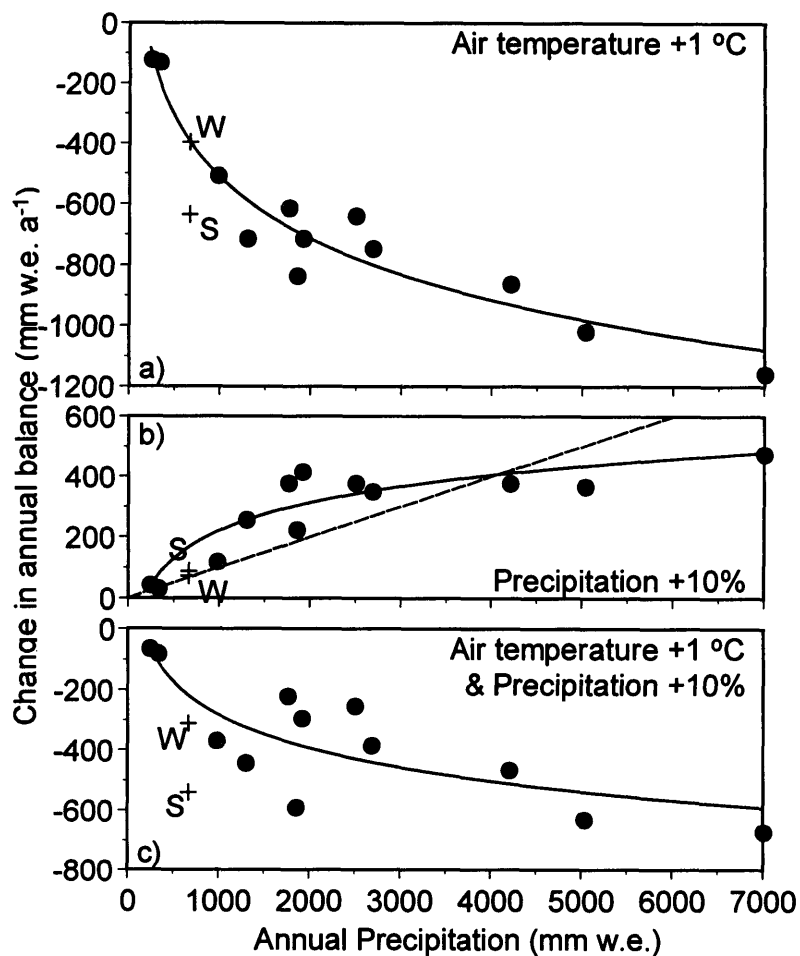 Change in annual balance (mm w.e. a⁻¹)
0
-200
-400
-600
-800
-1000
-1200
Air temperature +1 ºC
W
S
a)
600
400
200
0
b)
S
W
Precipitation +10%
0
-200
-400
-600
-800
Air temperature +1 ºC
& Precipitation +10%
W
S
c)
0 1000 2000 3000 4000 5000 6000 7000
Annual Precipitation (mm w.e.)